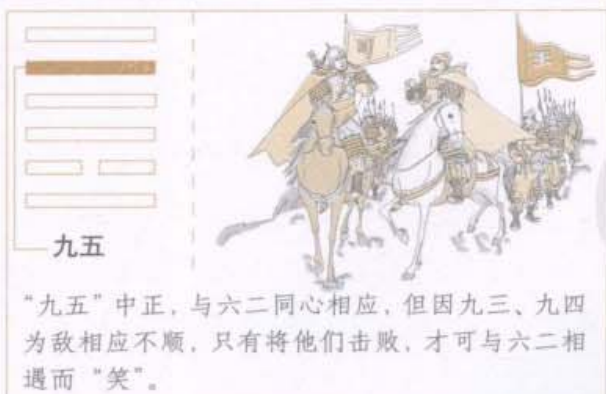 九五
“九五”中正，与六二同心相应，但因九三、九四
为敌相应不顺，只有将他们击败，才可与六二相
遇而“笑”。